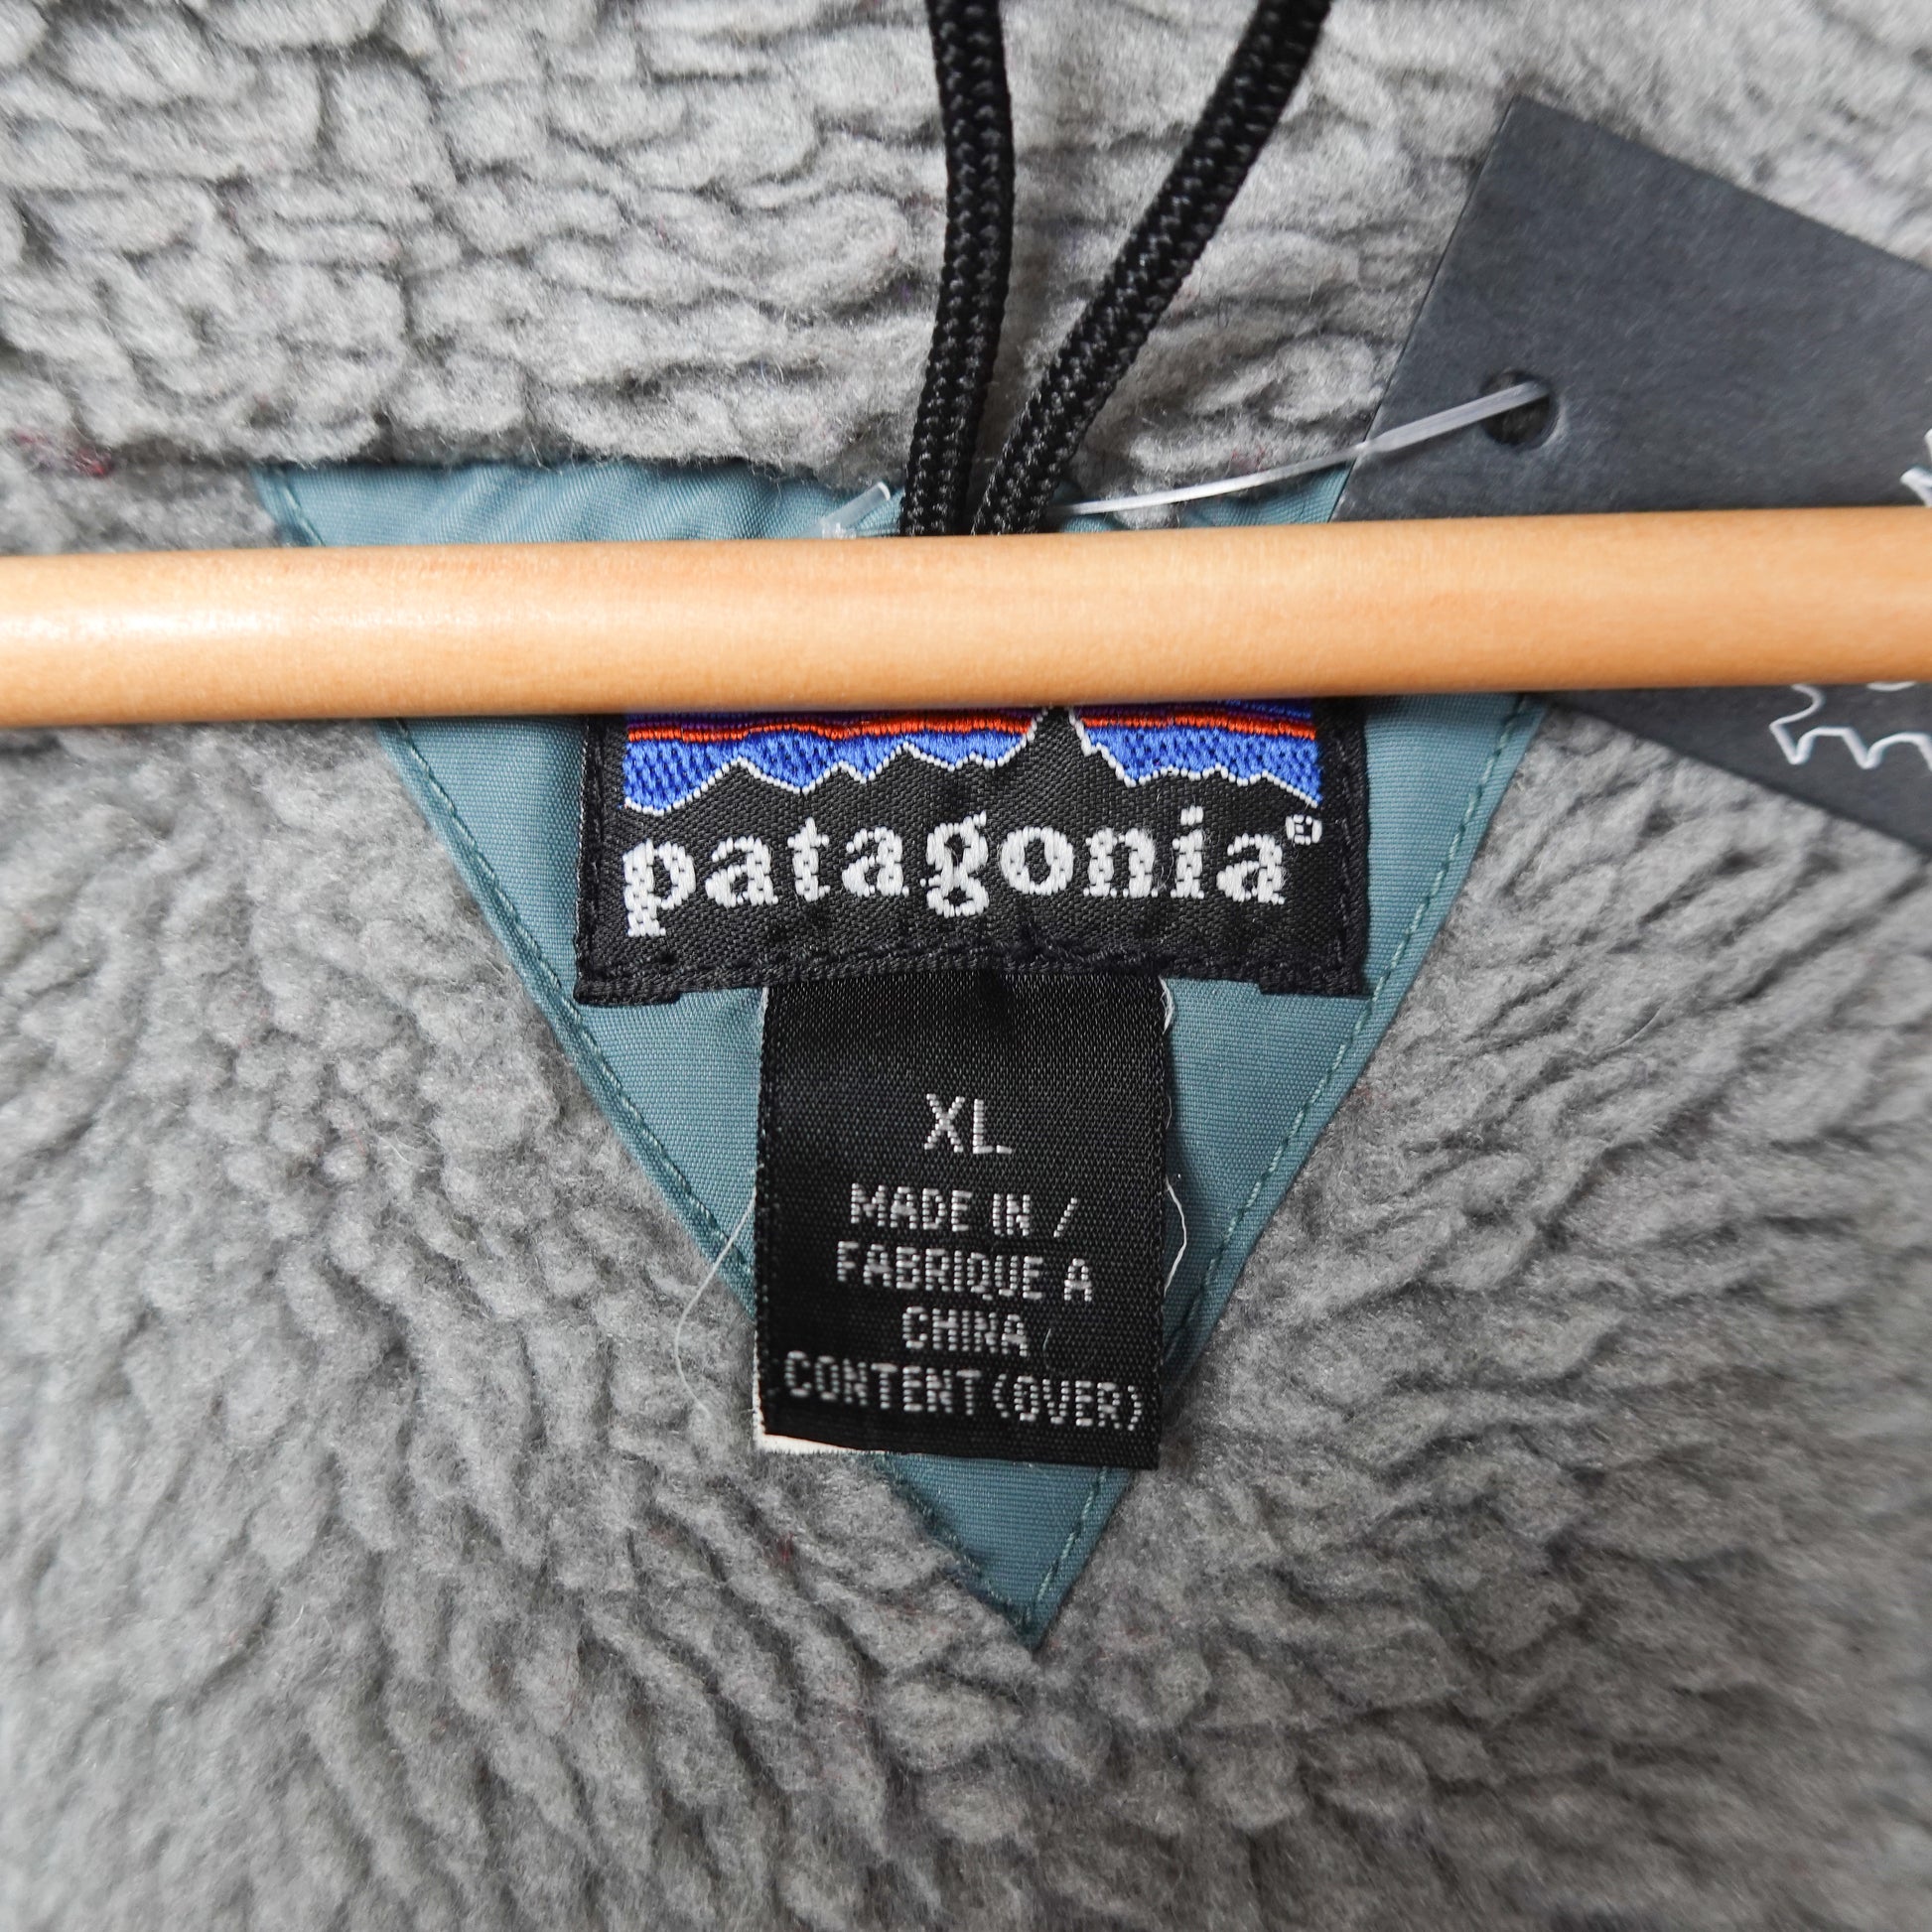 patagonia®
XL
MADE IN /
FABRIQUE A
CHINA
CONTENT (OVER)